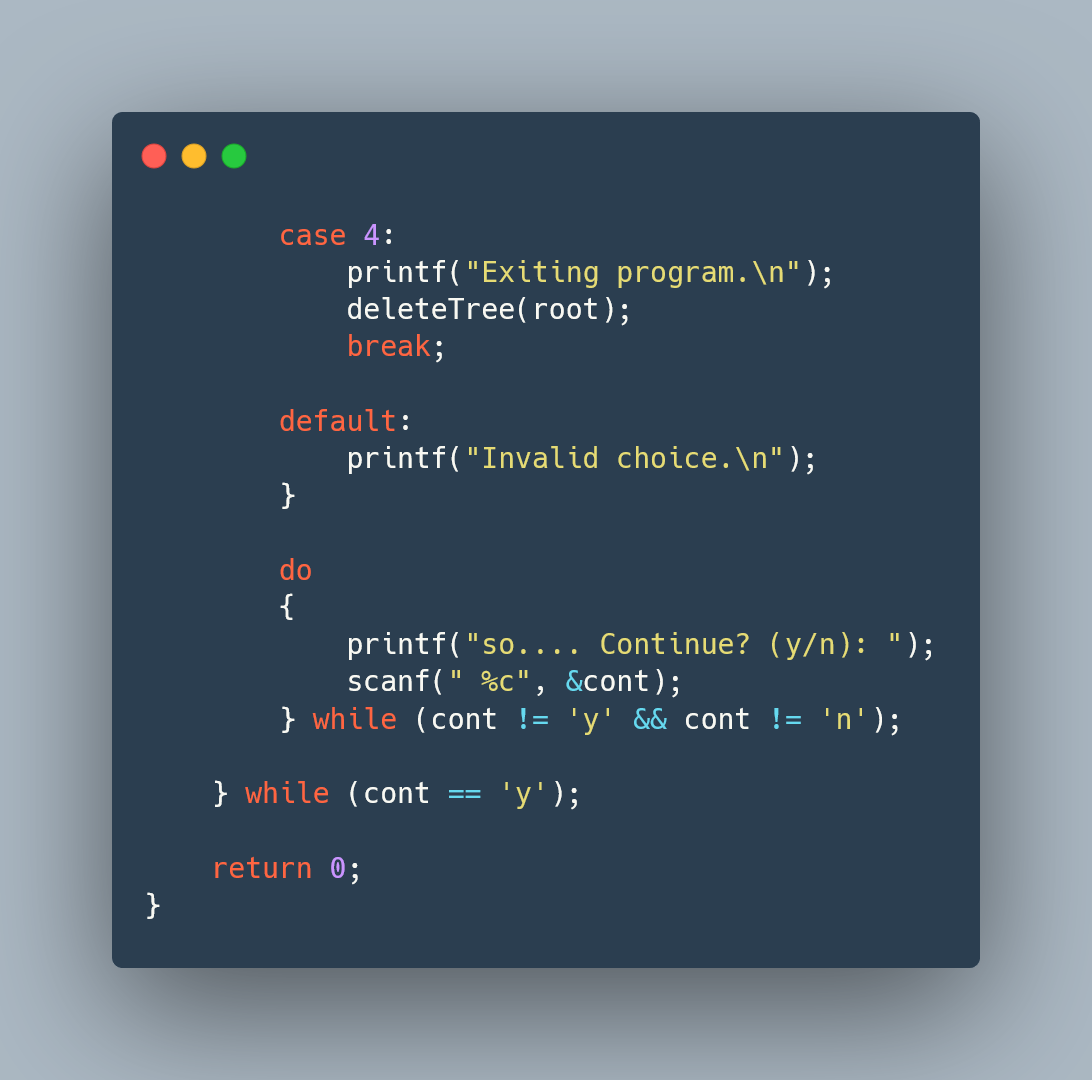 case 4:
            printf("Exiting program.\n");
            deleteTree(root);
            break;

        default:
            printf("Invalid choice.\n");
        }

        do
        {
            printf("so.... Continue? (y/n): ");
            scanf(" %c", &cont);
        } while (cont != 'y' && cont != 'n');

    } while (cont == 'y');

    return 0;
}